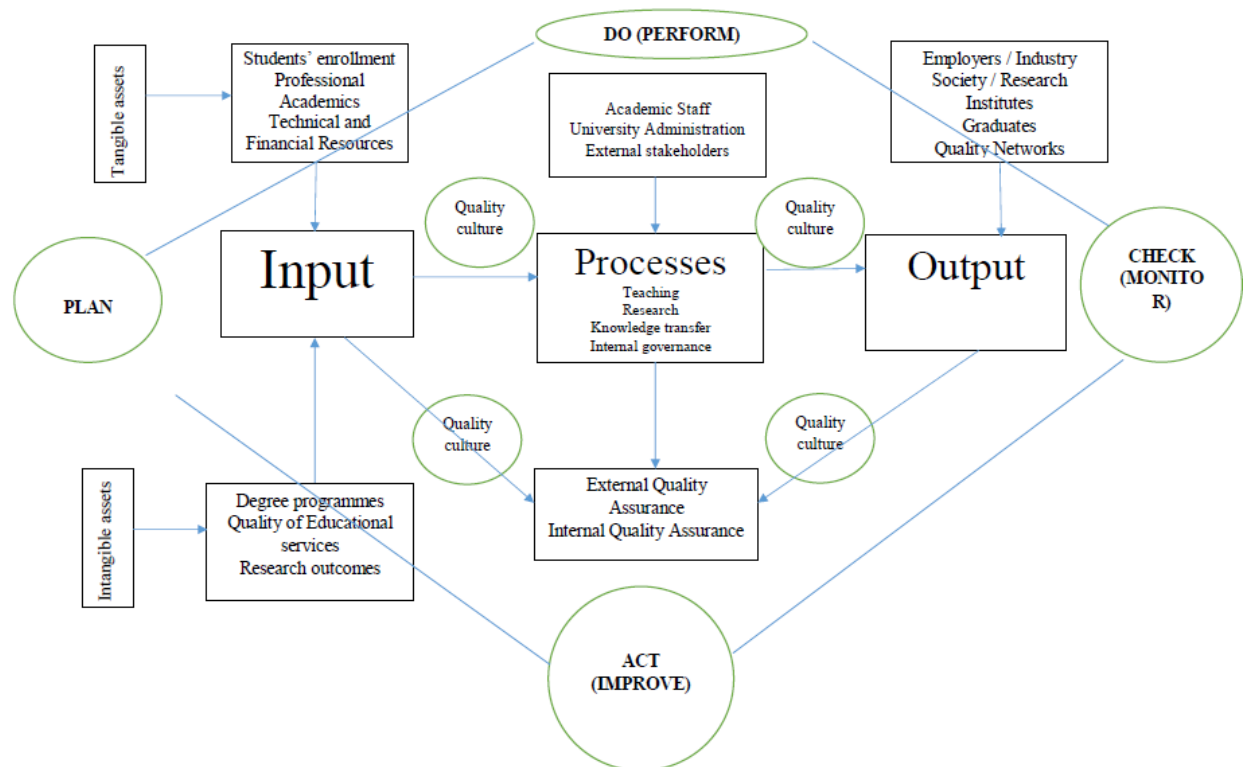 DO (PERFORM)
Tangible assets
Students’ enrollment
Professional
Academics
Technical and
Financial Resources
Academic Staff
University Administration
External stakeholders
Employers / Industry
Society / Research
Institutes
Graduates
Quality Networks
PLAN
Input
Quality
culture
Processes
Teaching
Research
Knowledge transfer
Internal governance
Quality
culture
Output
CHECK
(MONITO
R)
Quality
culture
Quality
culture
Intangible assets
Degree programmes
Quality of Educational
services
Research outcomes
External Quality
Assurance
Internal Quality Assurance
ACT
(IMPROVE)